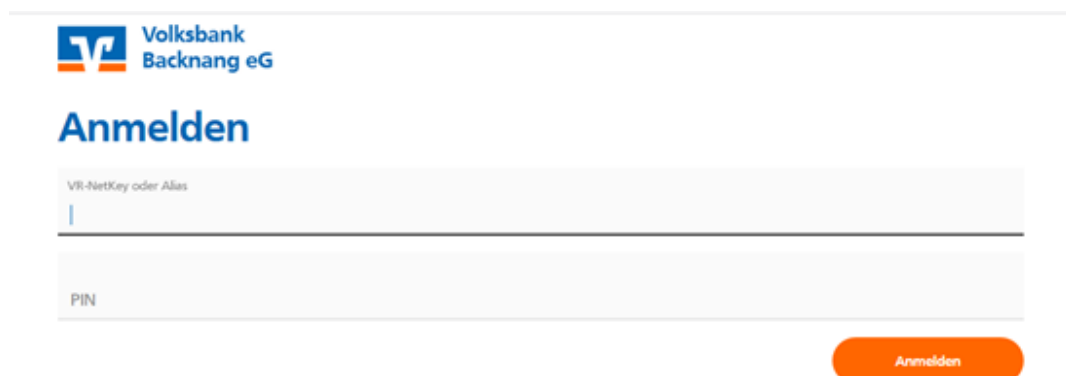 Volksbank
Backnang eG
Anmelden
VR-NetKey oder Alias
PIN
Anmelden